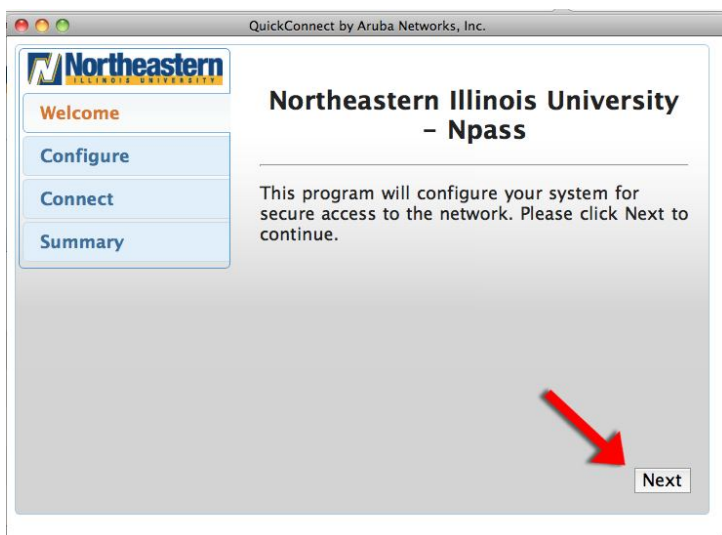 QuickConnect by Aruba Networks, Inc.
Northeastern
ILLINOIS UNIVERSITY
Welcome
Configure
Connect
Summary
Northeastern Illinois University
– Npass
This program will configure your system for
secure access to the network. Please click Next to
continue.
Next